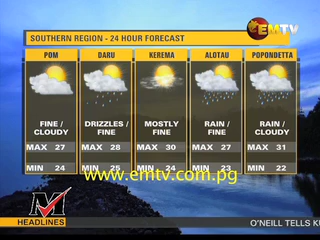 EMTV
SOUTHERN REGION - 24 HOUR FORECAST
POM DARU KEREMA ALOTAU POPONDETTA
FINE / CLOUDY DRIZZLES / FINE MOSTLY FINE RAIN / FINE RAIN / CLOUDY
MAX 27 MAX 28 MAX 30 MAX 27 MAX 31
MIN 24 MIN 25 MIN 24 MIN 23 MIN 22
www.emtv.com.pg
HEADLINES
O'NEILL TELLS